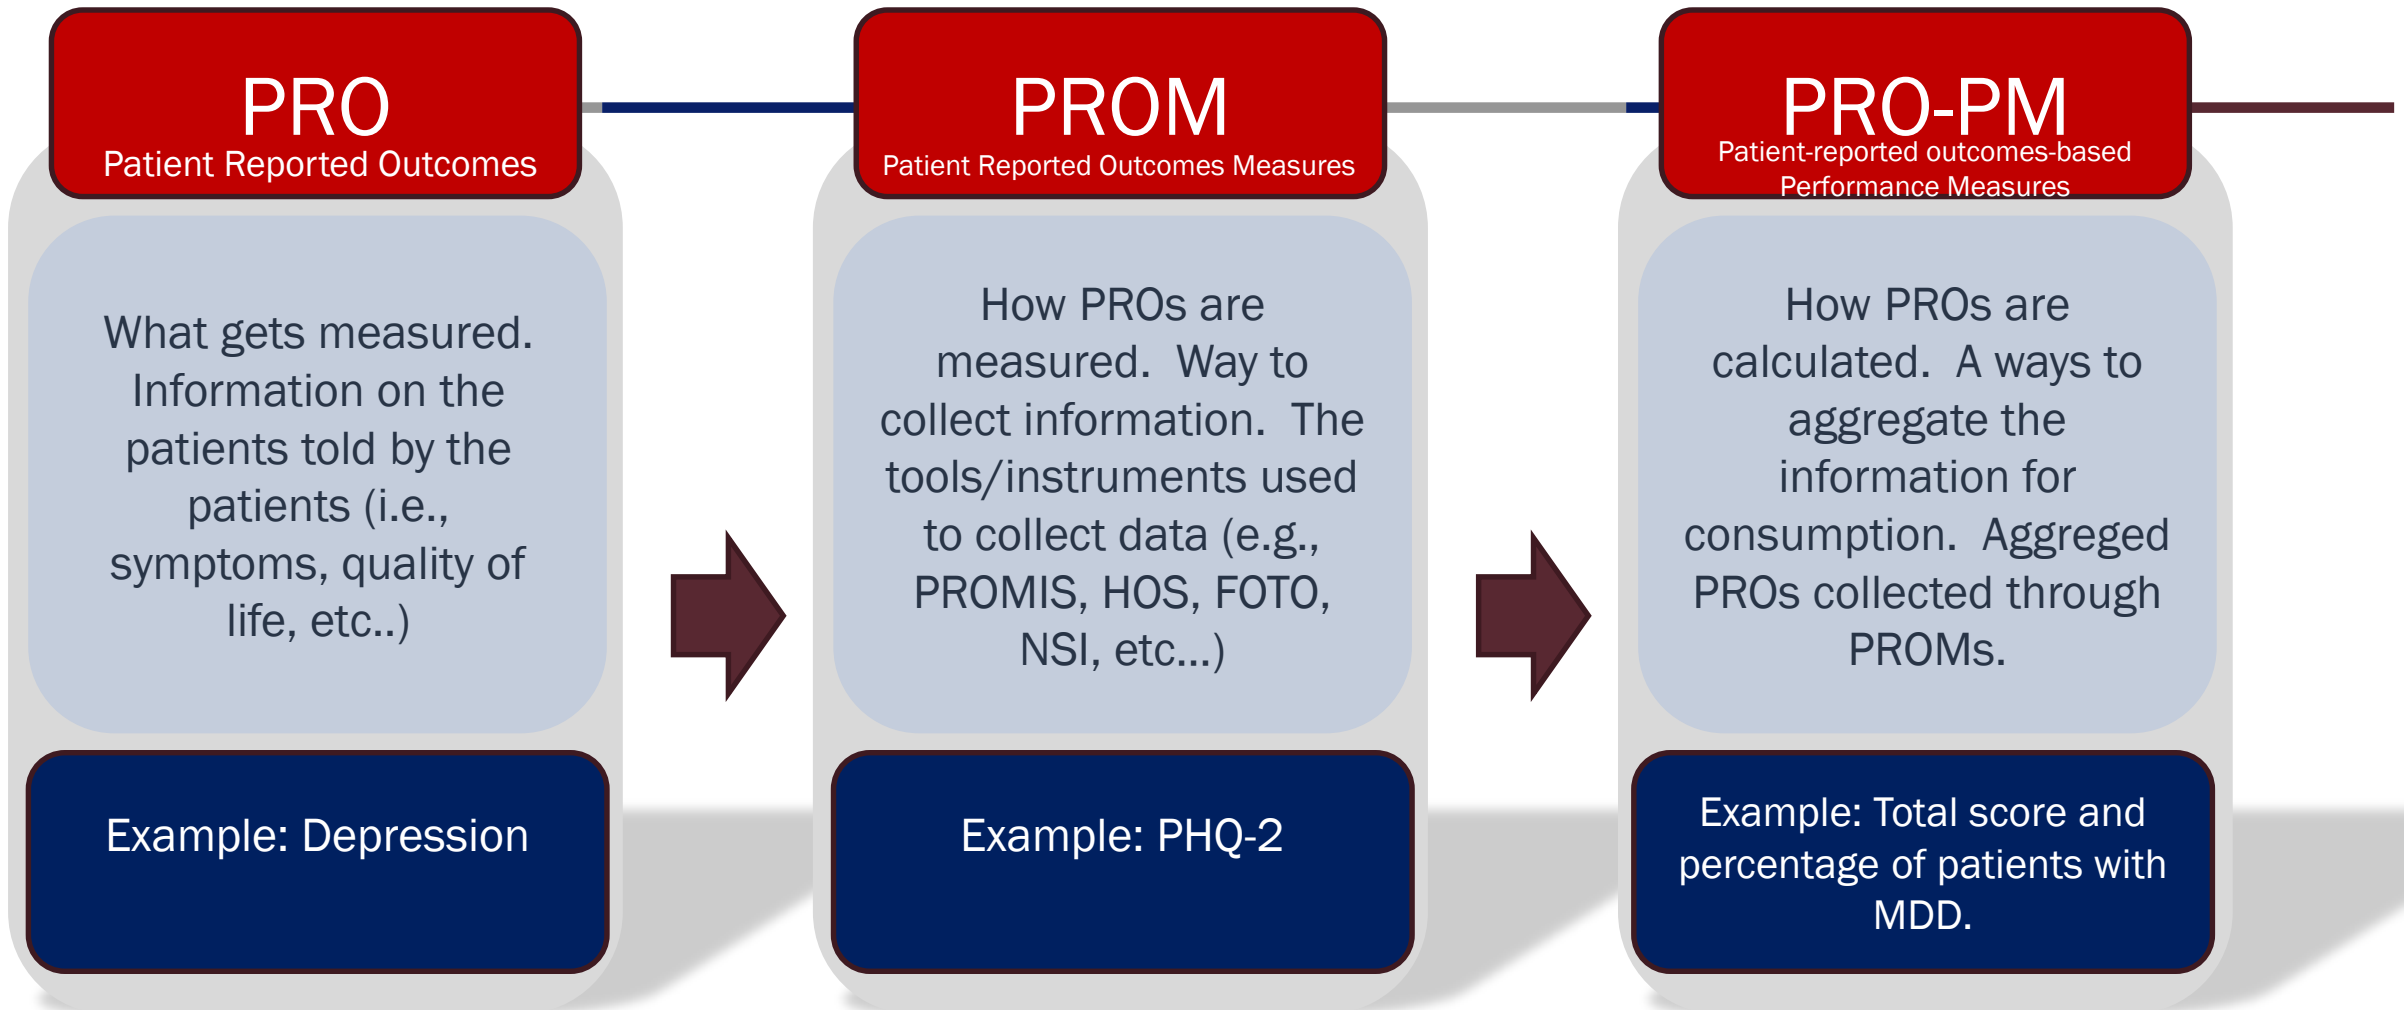 PRO
Patient Reported Outcomes
What gets measured.
Information on the
patients told by the
patients (i.e.,
symptoms, quality of
life, etc..)
Example: Depression
PROM
Patient Reported Outcomes Measures
How PROs are
measured.  Way to
collect information.  The
tools/instruments used
to collect data (e.g.,
PROMIS, HOS, FOTO,
NSI, etc...)
Example: PHQ-2
PRO-PM
Patient-reported outcomes-based
Performance Measures
How PROs are
calculated.  A ways to
aggregate the
information for
consumption.  Aggreged
PROs collected through
PROMs.
Example: Total score and
percentage of patients with
MDD.